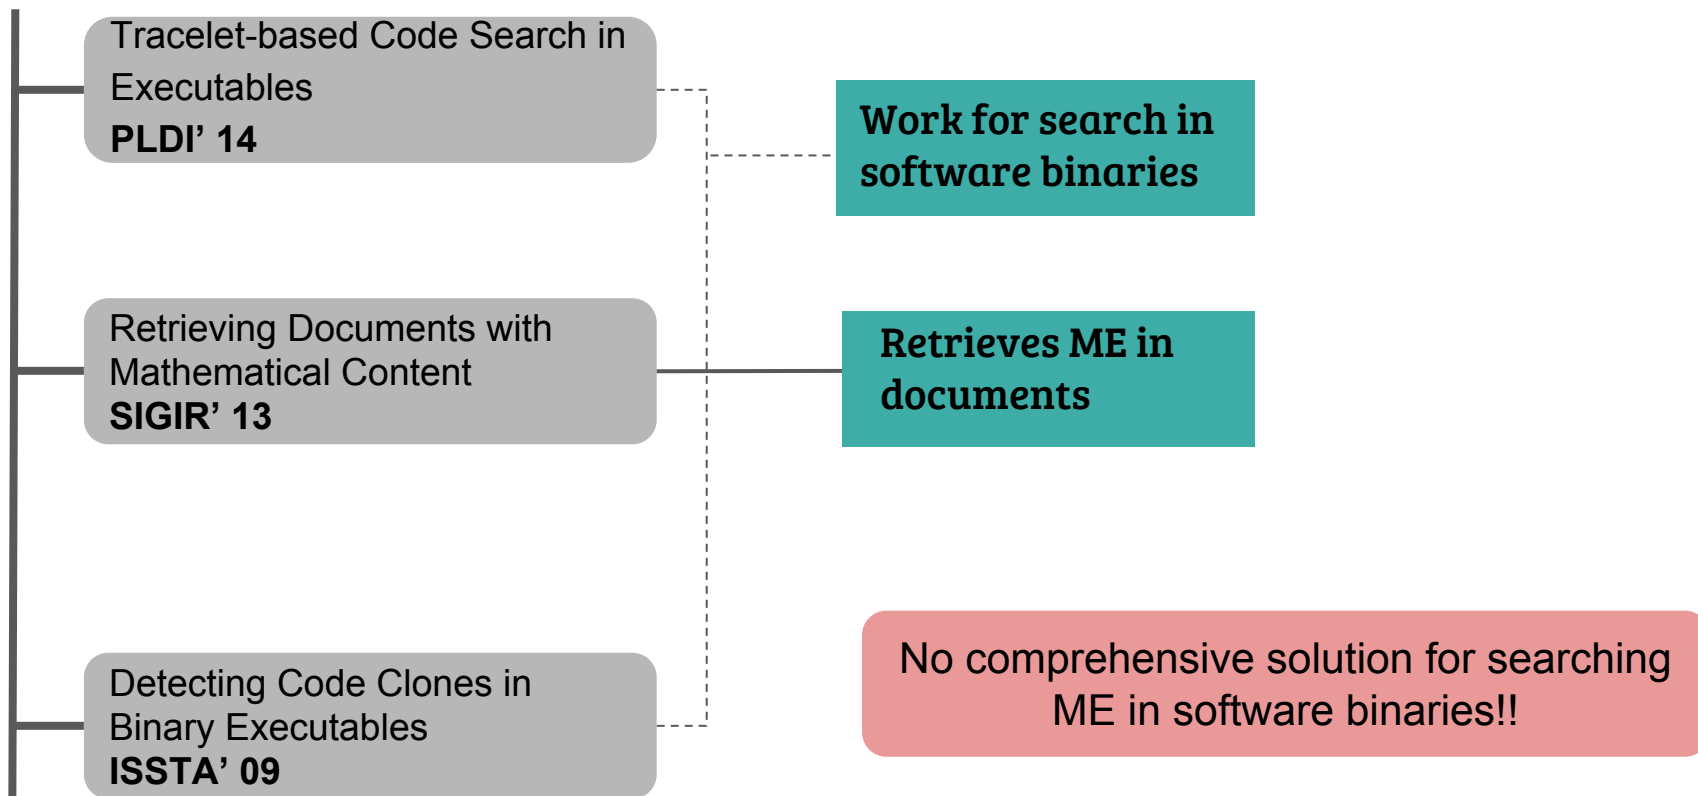 Tracelet-based Code Search in
Executables
PLDI’ 14
Work for search in
software binaries
Retrieving Documents with
Mathematical Content
SIGIR’ 13
Retrieves ME in
documents
Detecting Code Clones in
Binary Executables
ISSTA’ 09
No comprehensive solution for searching
ME in software binaries!!